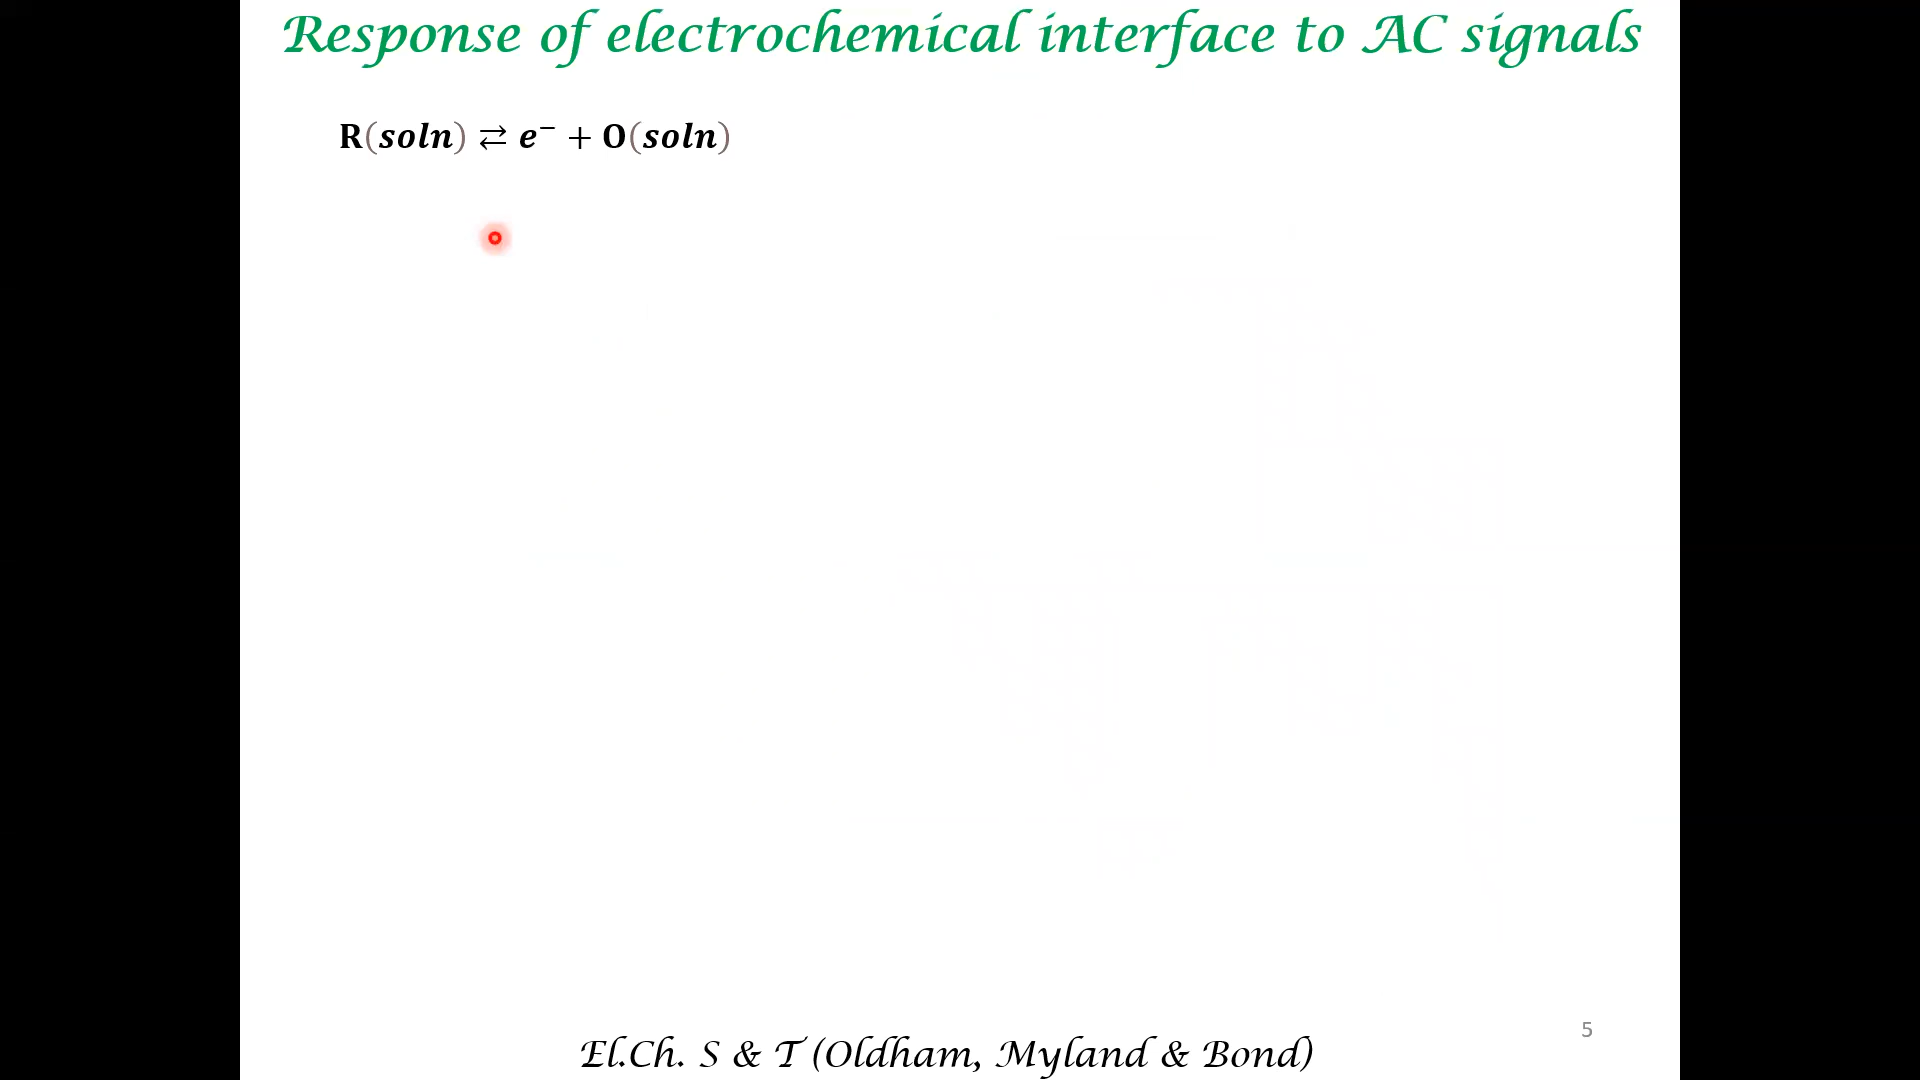 Response of electrochemical interface to AC signals
R(soln) ⇄ e⁻ + O(soln)
5
El.Ch. S & T (Oldham, Myland & Bond)